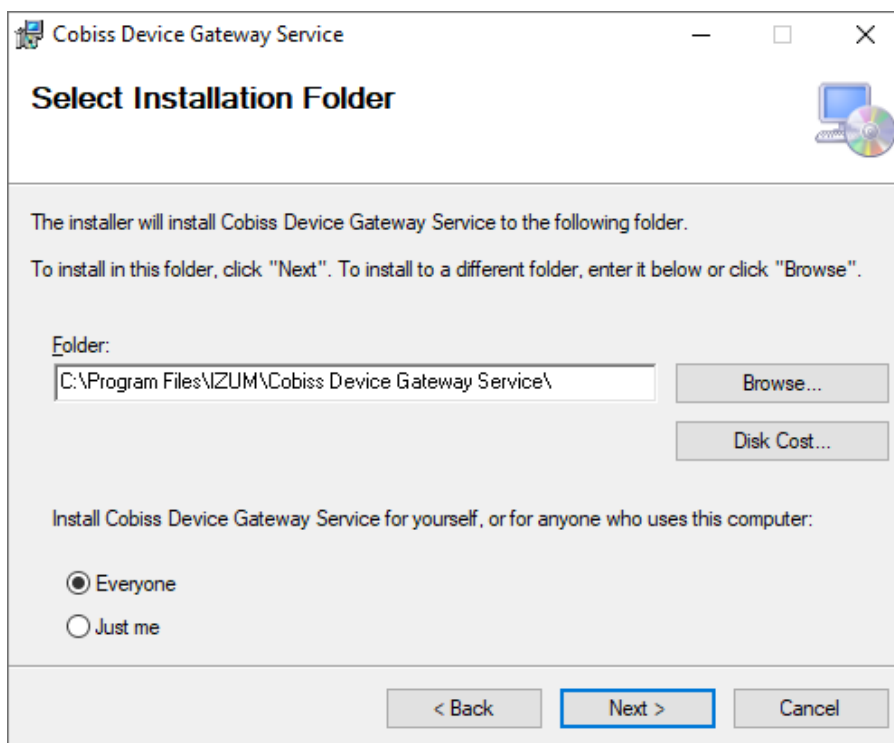 Cobiss Device Gateway Service
Select Installation Folder
The installer will install Cobiss Device Gateway Service to the following folder.
To install in this folder, click "Next". To install to a different folder, enter it below or click "Browse".
Folder:
C:\Program Files\IZUM\Cobiss Device Gateway Service\
Browse...
Disk Cost...
Install Cobiss Device Gateway Service for yourself, or for anyone who uses this computer:
Everyone
Just me
< Back
Next >
Cancel